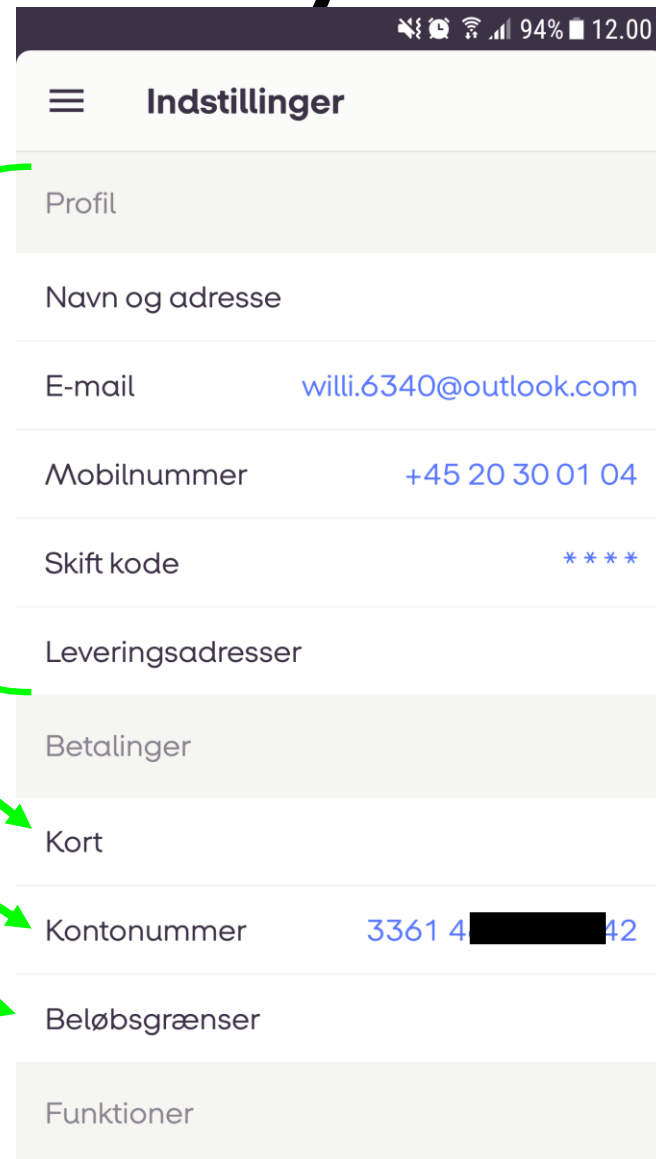 94% 12.00
Indstillinger
Profil
Navn og adresse
E-mail willi.6340@outlook.com
Mobilnummer +45 20 30 01 04
Skift kode ****
Leveringsadresser
Betalinger
Kort
Kontonummer 3361 4 42
Beløbsgrænser
Funktioner